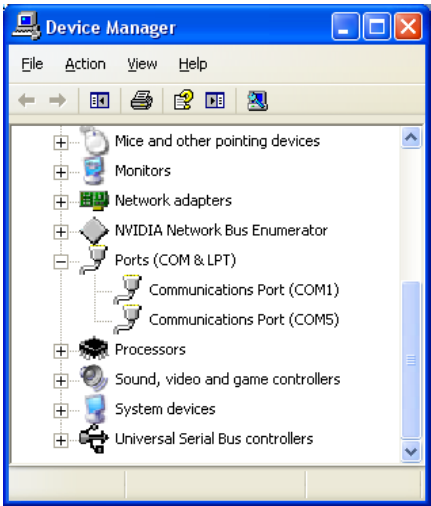 Device Manager
File Action View Help
Mice and other pointing devices
Monitors
Network adapters
NVIDIA Network Bus Enumerator
Ports (COM & LPT)
Communications Port (COM1)
Communications Port (COM5)
Processors
Sound, video and game controllers
System devices
Universal Serial Bus controllers